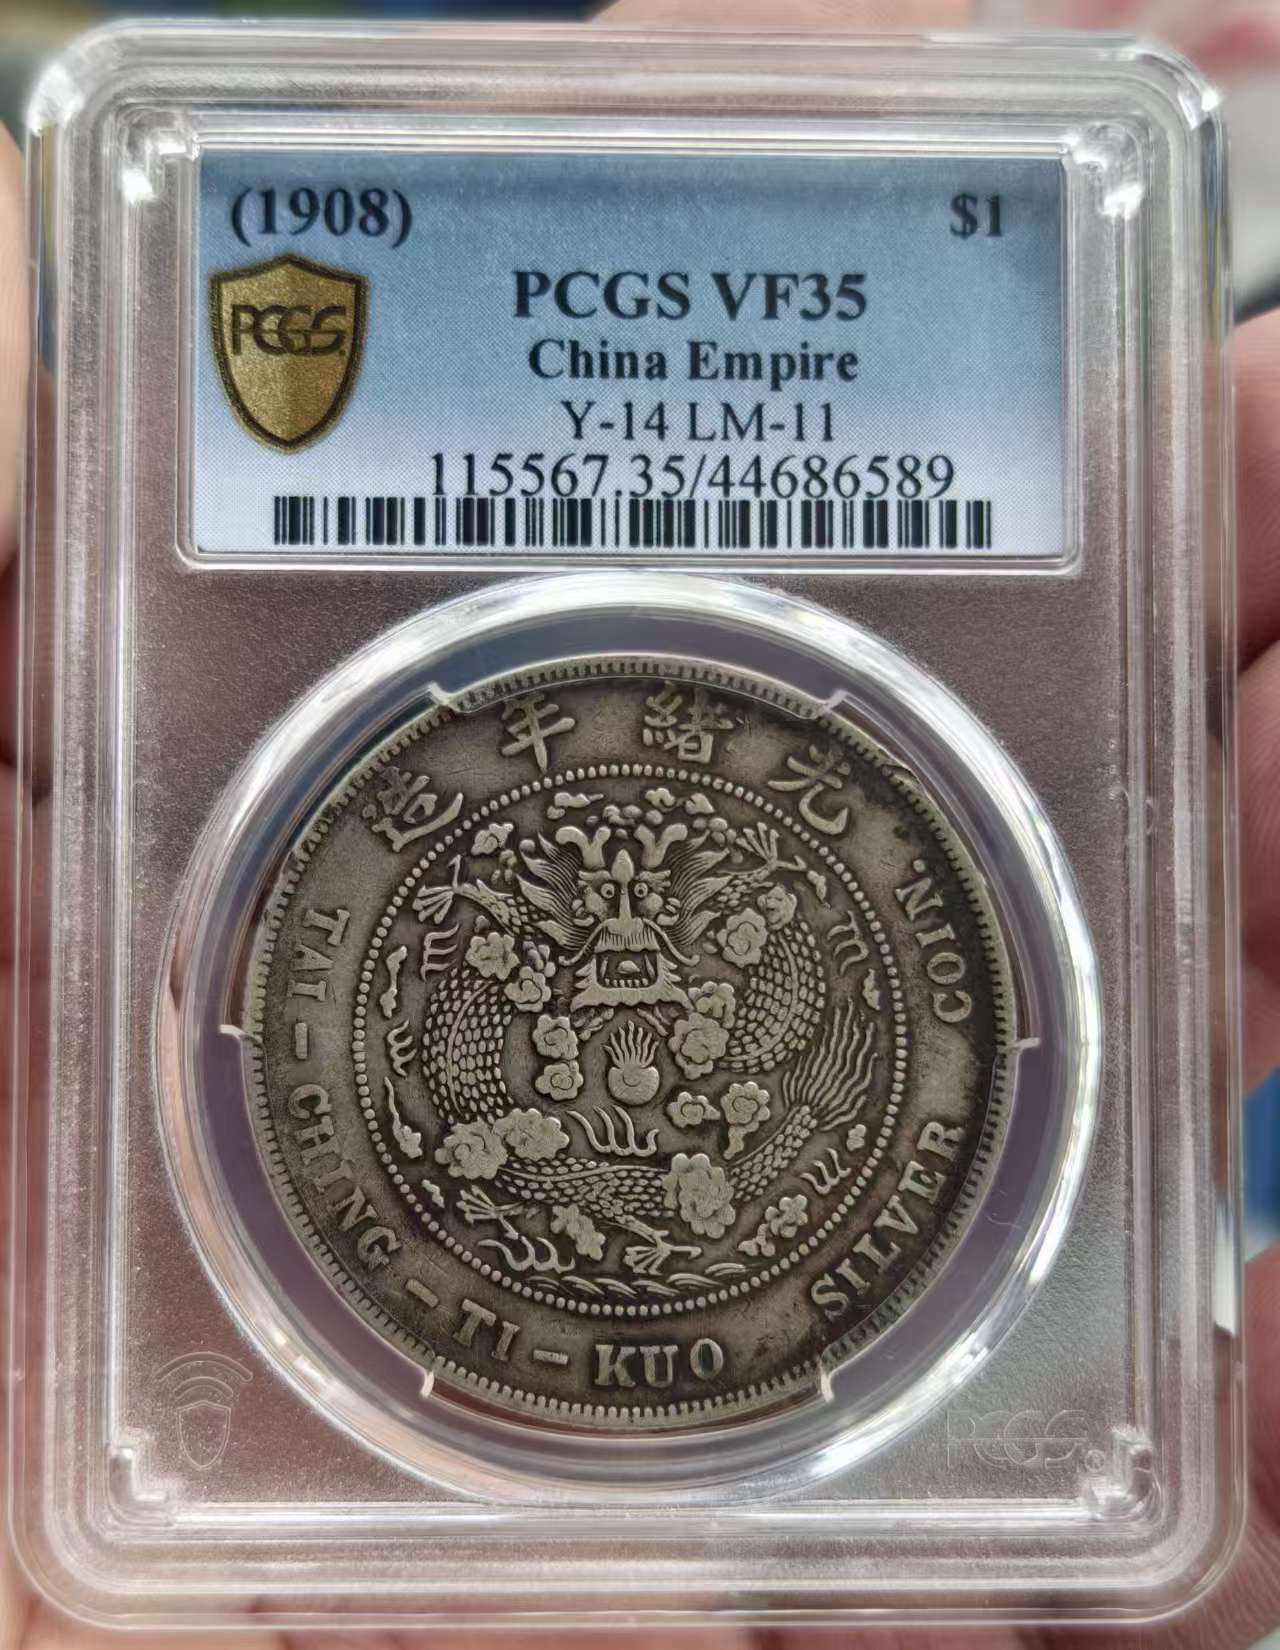 (1908) $1
PCGS
PCGS VF35
China Empire
Y-14 LM-11
115567.35/44686589
光緒年造
TAI-CHING-TI-KUO SILVER COIN.
PCGS